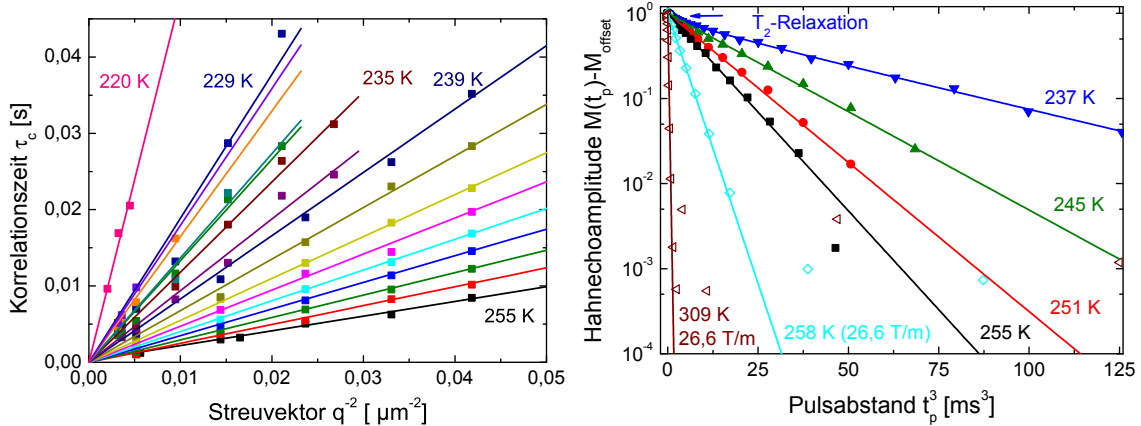 Korrelationszeit τc [s]
0,04
0,03
0,02
0,01
0,00
220 K
229 K
235 K
239 K
255 K
0,00 0,01 0,02 0,03 0,04 0,05
Streuvektor q-2 [ µm-2]
Hahnechoamplitude M(tp)-Moffset
100
10-1
10-2
10-3
10-4
T2-Relaxation
237 K
245 K
251 K
255 K
258 K (26,6 T/m)
309 K
26,6 T/m
0 25 50 75 100 125
Pulsabstand tp3 [ms3]